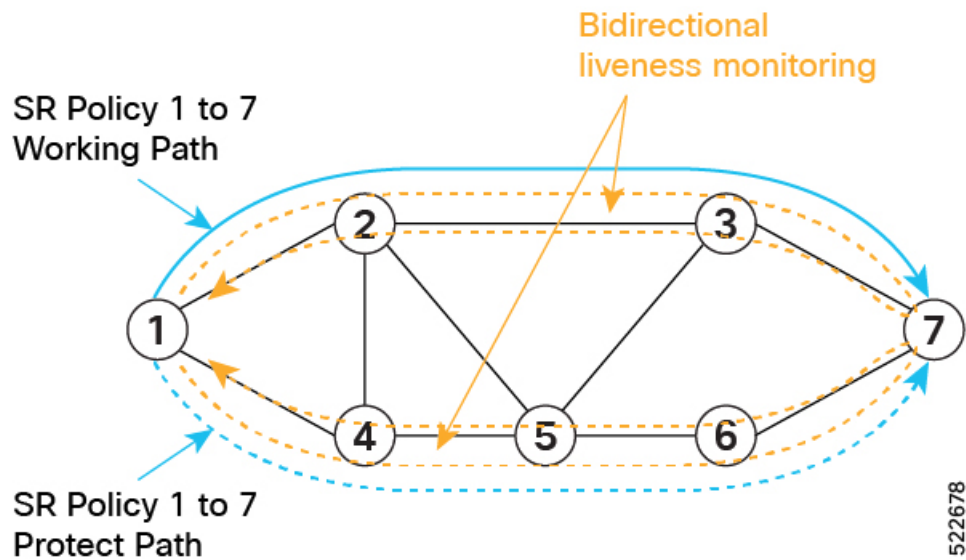 Bidirectional
liveness monitoring
SR Policy 1 to 7
Working Path
2
3
1
7
4
5
6
SR Policy 1 to 7
Protect Path
522678